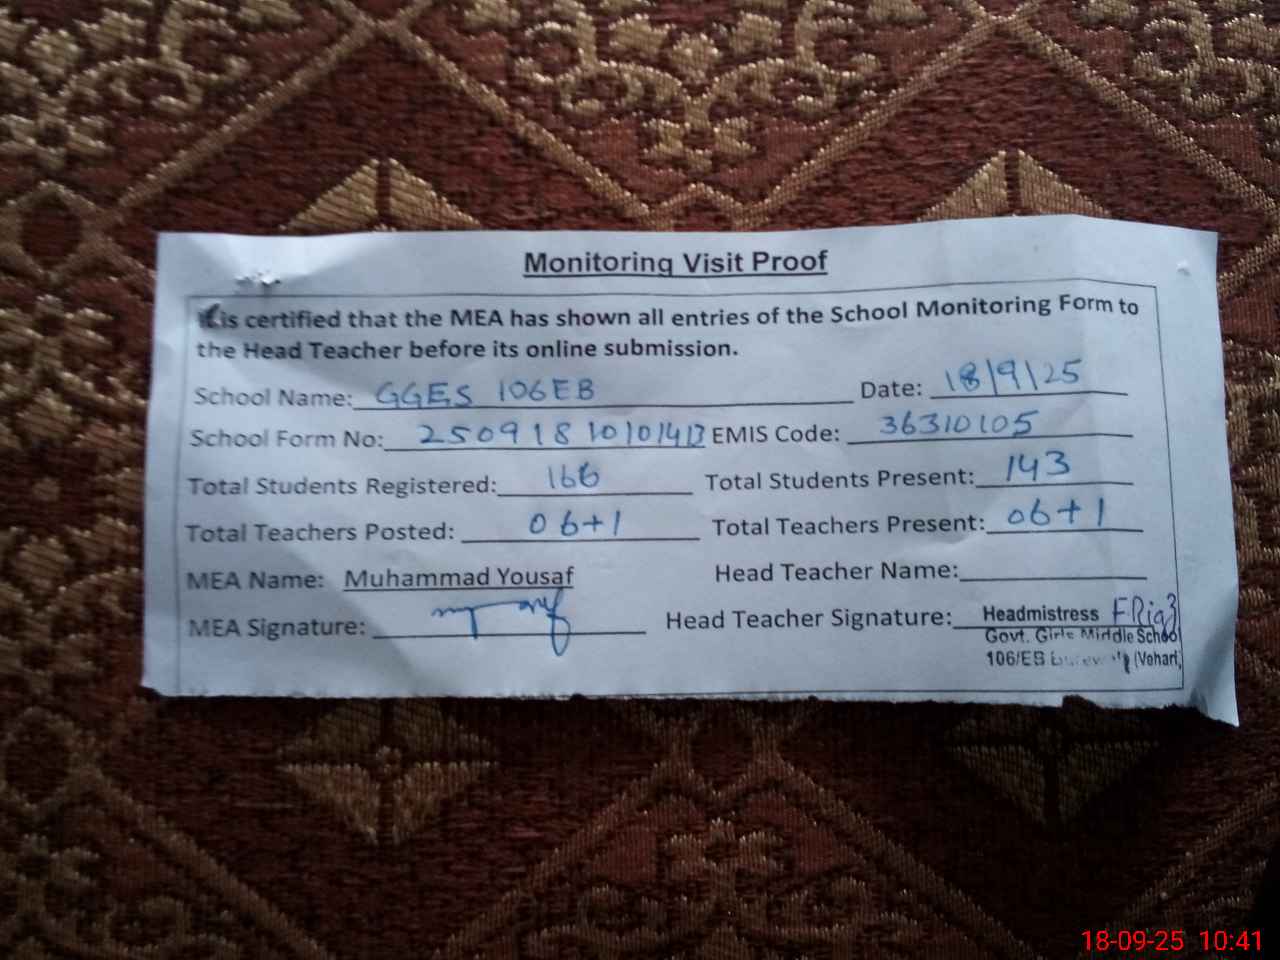 Monitoring Visit Proof
It is certified that the MEA has shown all entries of the School Monitoring Form to
the Head Teacher before its online submission.
School Name: GGES 106EB Date: 18/9/25
School Form No: 250918 EMIS Code: 36310105
Total Students Registered: 166 Total Students Present: 143
Total Teachers Posted: 06+1 Total Teachers Present: 06+1
MEA Name: Muhammad Yousaf Head Teacher Name:
MEA Signature: Head Teacher Signature: Headmistress
Govt. Girls Middle School
106/EB (Vehari)
18-09-25 10:41